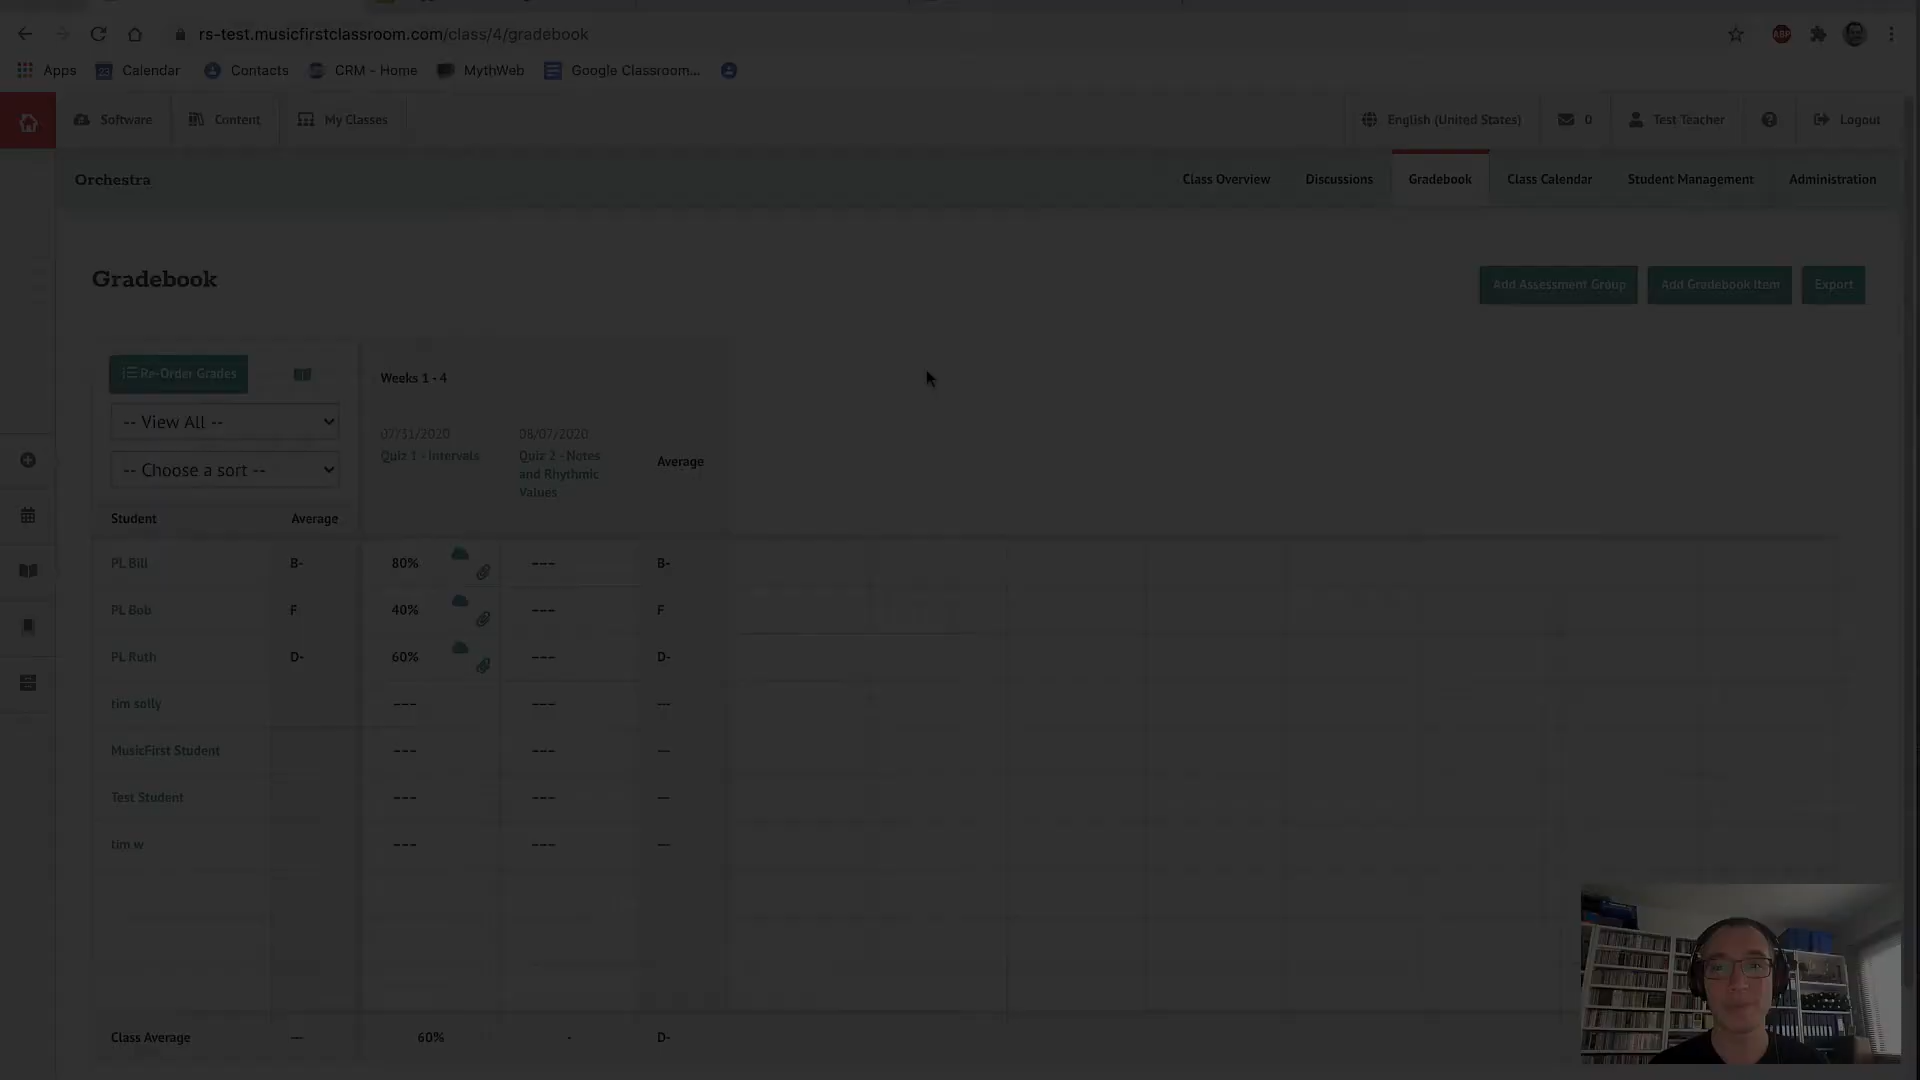 rs-test.musicfirstclassroom.com/class/4/gradebook
ABP
Apps 23 Calendar Contacts CRM - Home MythWeb Google Classroom...
Software Content My Classes English (United States) 0 Test Teacher Logout
Orchestra Class Overview Discussions Gradebook Class Calendar Student Management Administration
Gradebook Add Assessment Group Add Gradebook Item Export
Re-Order Grades Weeks 1 - 4
-- View All --
-- Choose a sort --
07/31/2020 08/07/2020
Quiz 1 - Intervals Quiz 2 - Notes
and Rhythmic
Values
Average
Student Average
PL Bill B- 80% --- B-
PL Bob F 40% --- F
PL Ruth D- 60% --- D-
tim solly --- --- ---
MusicFirst Student --- --- ---
Test Student --- --- ---
tim w --- --- ---
Class Average --- 60% - D-